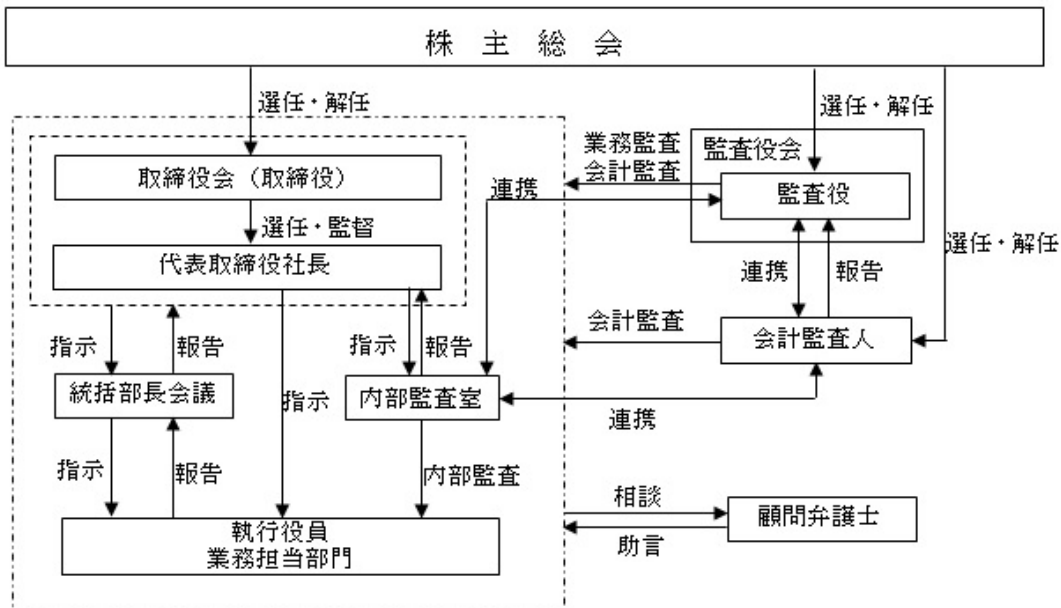 株主総会
選任・解任
選任・解任
選任・解任
取締役会（取締役）
選任・監督
代表取締役社長
業務監査
会計監査
監査役会
監査役
連携
連携
報告
指示
報告
指示
報告
指示
会計監査
会計監査人
統括部長会議
内部監査室
連携
指示
報告
内部監査
執行役員
業務担当部門
相談
助言
顧問弁護士